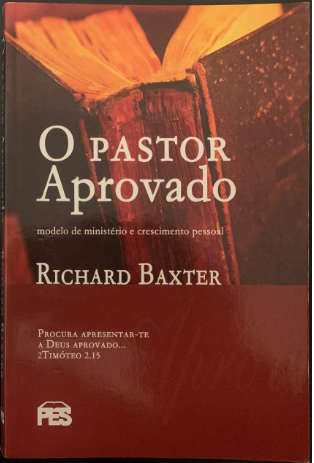 O PASTOR
Aprovado
modelo de ministério e crescimento pessoal
RICHARD BAXTER
PROCURA APRESENTAR-TE
A DEUS APROVADO...
2TIMÓTEO 2.15
PES